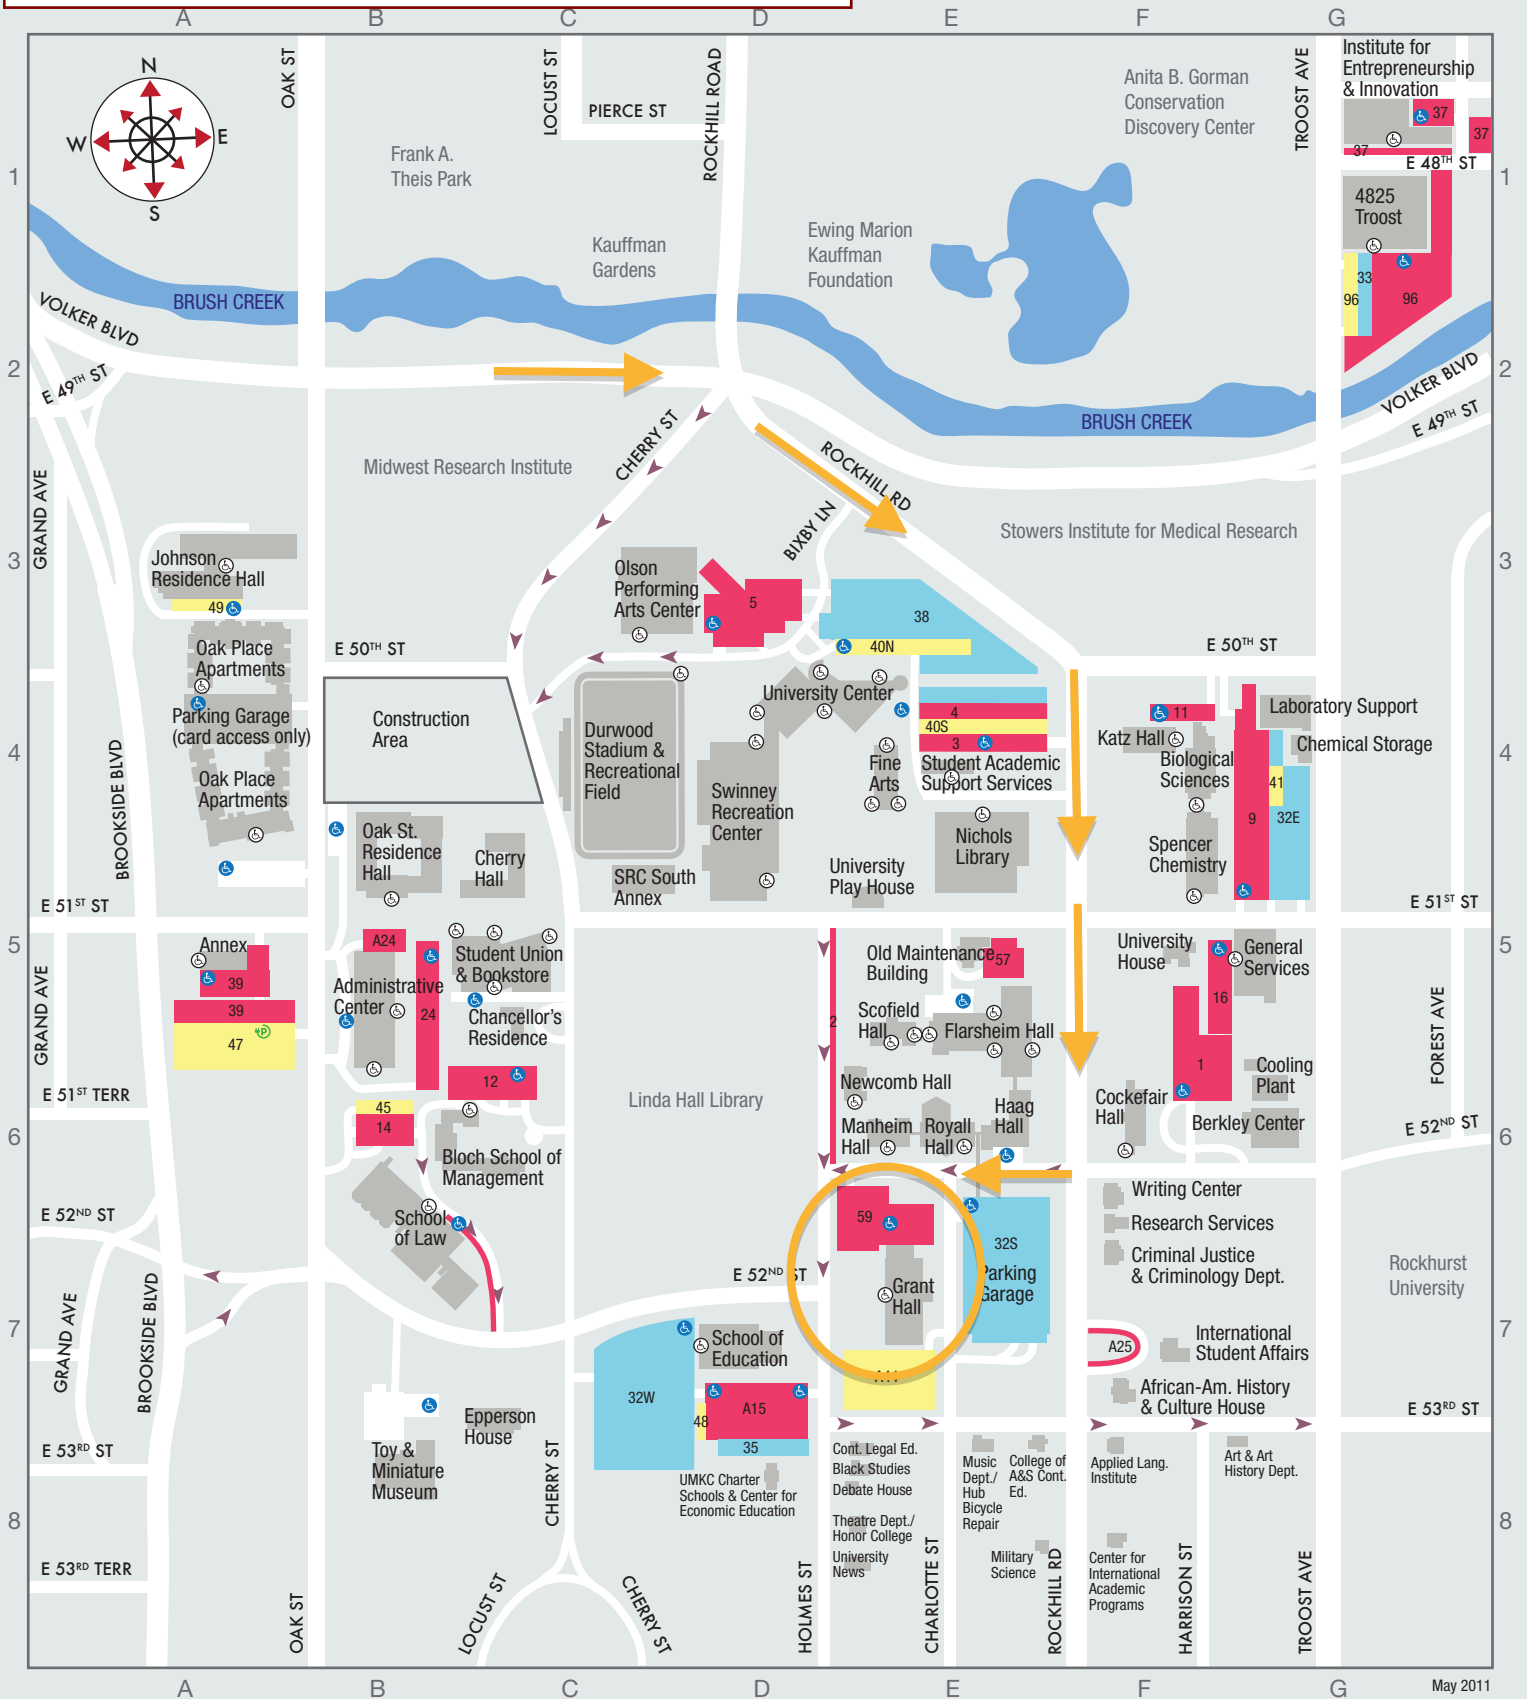 A B C D E F G
N
W E
S
OAK ST
LOCUST ST
PIERCE ST
ROCKHILL ROAD
TROOST AVE
Anita B. Gorman
Conservation
Discovery Center
Institute for
Entrepreneurship
& Innovation
37
37
37
E 48TH ST
1
1
Frank A.
Theis Park
4825
Troost
33
96
96
Kauffman
Gardens
Ewing Marion
Kauffman
Foundation
BRUSH CREEK
VOLKER BLVD
E 49TH ST
2
2
BRUSH CREEK
VOLKER BLVD
E 49TH ST
CHERRY ST
ROCKHILL RD
BIXBY LN
Midwest Research Institute
Stowers Institute for Medical Research
GRAND AVE
3
3
Johnson
Residence Hall
49
Olson
Performing
Arts Center
5
38
40N
E 50TH ST
E 50TH ST
Oak Place
Apartments
Parking Garage
(card access only)
Oak Place
Apartments
BROOKSIDE BLVD
Construction
Area
Durwood
Stadium &
Recreational
Field
University Center
4
40S
3
Student Academic
Support Services
Fine
Arts
11
Katz Hall
Biological
Sciences
Laboratory Support
Chemical Storage
41
9
32E
4
4
Oak St.
Residence
Hall
Cherry
Hall
Swinney
Recreation
Center
SRC South
Annex
University
Play House
Nichols
Library
Spencer
Chemistry
E 51ST ST
E 51ST ST
5
5
Annex
39
39
47
A24
Administrative
Center
24
Student Union
& Bookstore
Chancellor's
Residence
12
2
Old Maintenance
Building
57
Scofield
Hall
Flarsheim Hall
University
House
General
Services
16
1
Cooling
Plant
GRAND AVE
FOREST AVE
E 51ST TERR
45
14
Linda Hall Library
Newcomb Hall
Manheim
Hall
Royall
Hall
Haag
Hall
Cockefair
Hall
Berkley Center
6
6
E 52ND ST
Bloch School of
Management
School
of Law
E 52ND ST
E 52ND ST
59
Grant
Hall
32S
Parking
Garage
Writing Center
Research Services
Criminal Justice
& Criminology Dept.
Rockhurst
University
7
7
GRAND AVE
BROOKSIDE BLVD
School of
Education
32W
48
A15
35
A25
International
Student Affairs
African-Am. History
& Culture House
E 53RD ST
E 53RD ST
Epperson
House
Toy &
Miniature
Museum
UMKC Charter
Schools & Center for
Economic Education
Cont. Legal Ed.
Black Studies
Debate House
Theatre Dept./
Honor College
University
News
Music
Dept./
Hub
Bicycle
Repair
College of
A&S Cont.
Ed.
Military
Science
Applied Lang.
Institute
Art & Art
History Dept.
Center for
International
Academic
Programs
8
8
E 53RD TERR
OAK ST
LOCUST ST
CHERRY ST
CHERRY ST
HOLMES ST
CHARLOTTE ST
ROCKHILL RD
HARRISON ST
TROOST AVE
A B C D E F G
May 2011